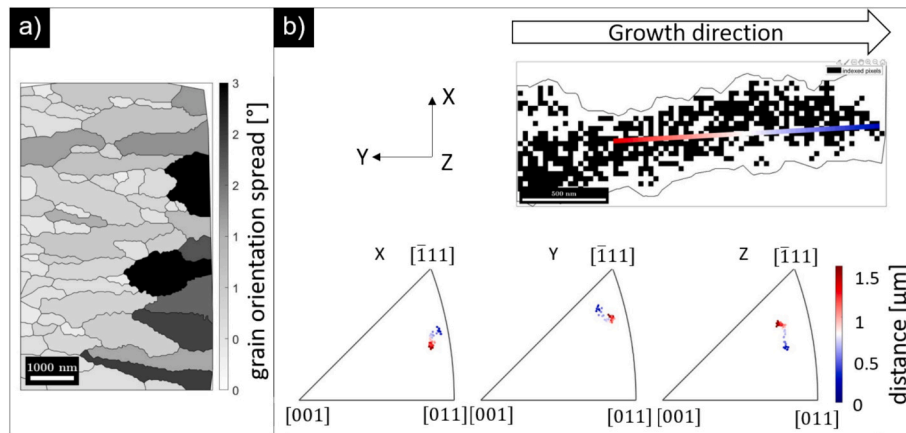 a)
3
2
2
1
1
0
0
grain orientation spread [°]
1000 nm
b)
Growth direction
indexed pixels
X
Y
Z
500 nm
X
[1̅11]
Y
[1̅11]
Z
[1̅11]
[001]
[011]
[001]
[011]
[001]
[011]
1.5
1
0.5
0
distance [µm]